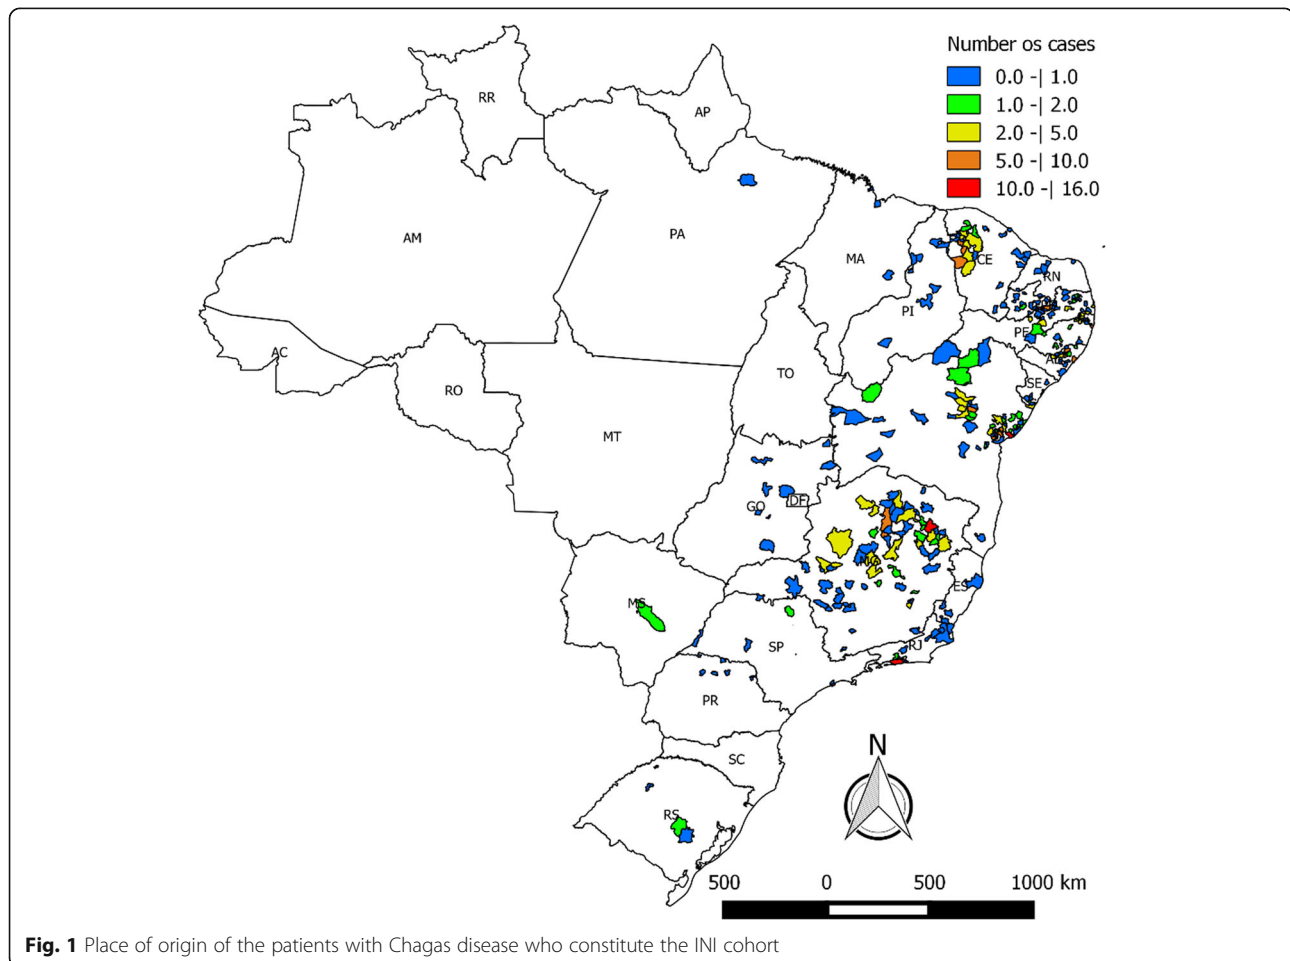 Number os cases
0.0 -| 1.0
1.0 -| 2.0
2.0 -| 5.0
5.0 -| 10.0
10.0 -| 16.0
RR
AP
AM
PA
MA
CE
RN
PI
PE
AL
SE
AC
RO
TO
MT
GO
DF
MG
ES
MS
SP
RJ
PR
SC
RS
N
500 0 500 1000 km
Fig. 1 Place of origin of the patients with Chagas disease who constitute the INI cohort